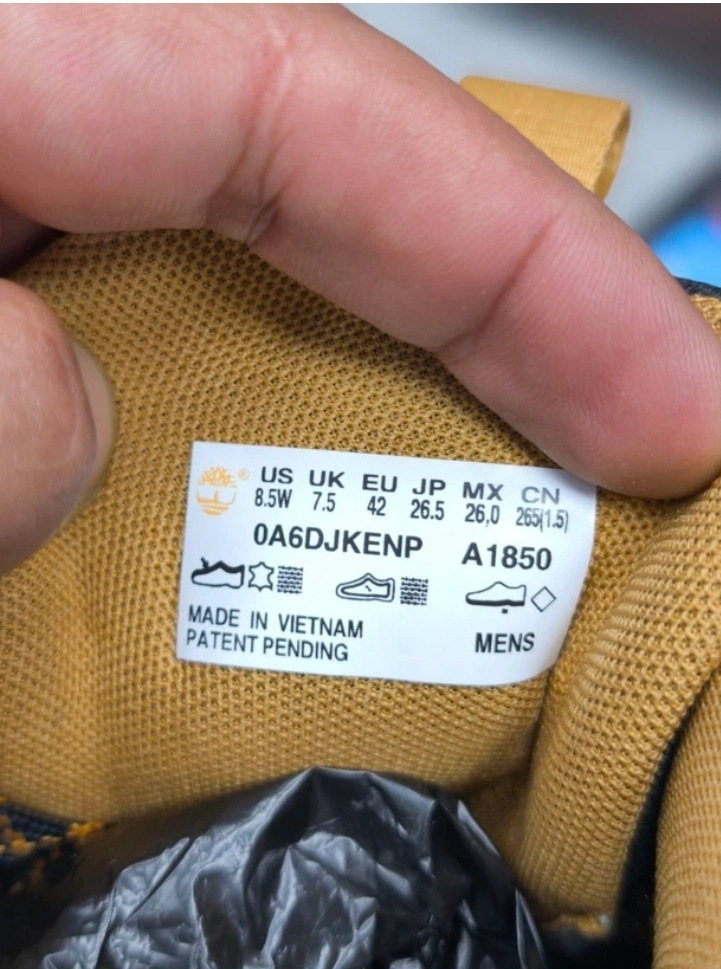 US UK EU JP MX CN
8.5W 7.5 42 26.5 26,0 265(1.5)
0A6DJKENP A1850
MADE IN VIETNAM
PATENT PENDING MENS